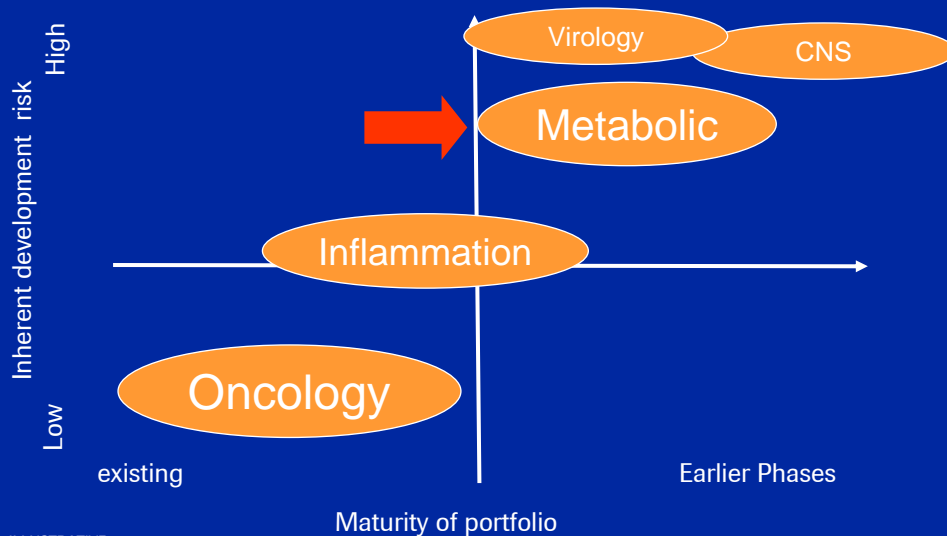 High
Virology
CNS
Metabolic
Inherent development risk
Inflammation
Oncology
Low
existing
Earlier Phases
Maturity of portfolio